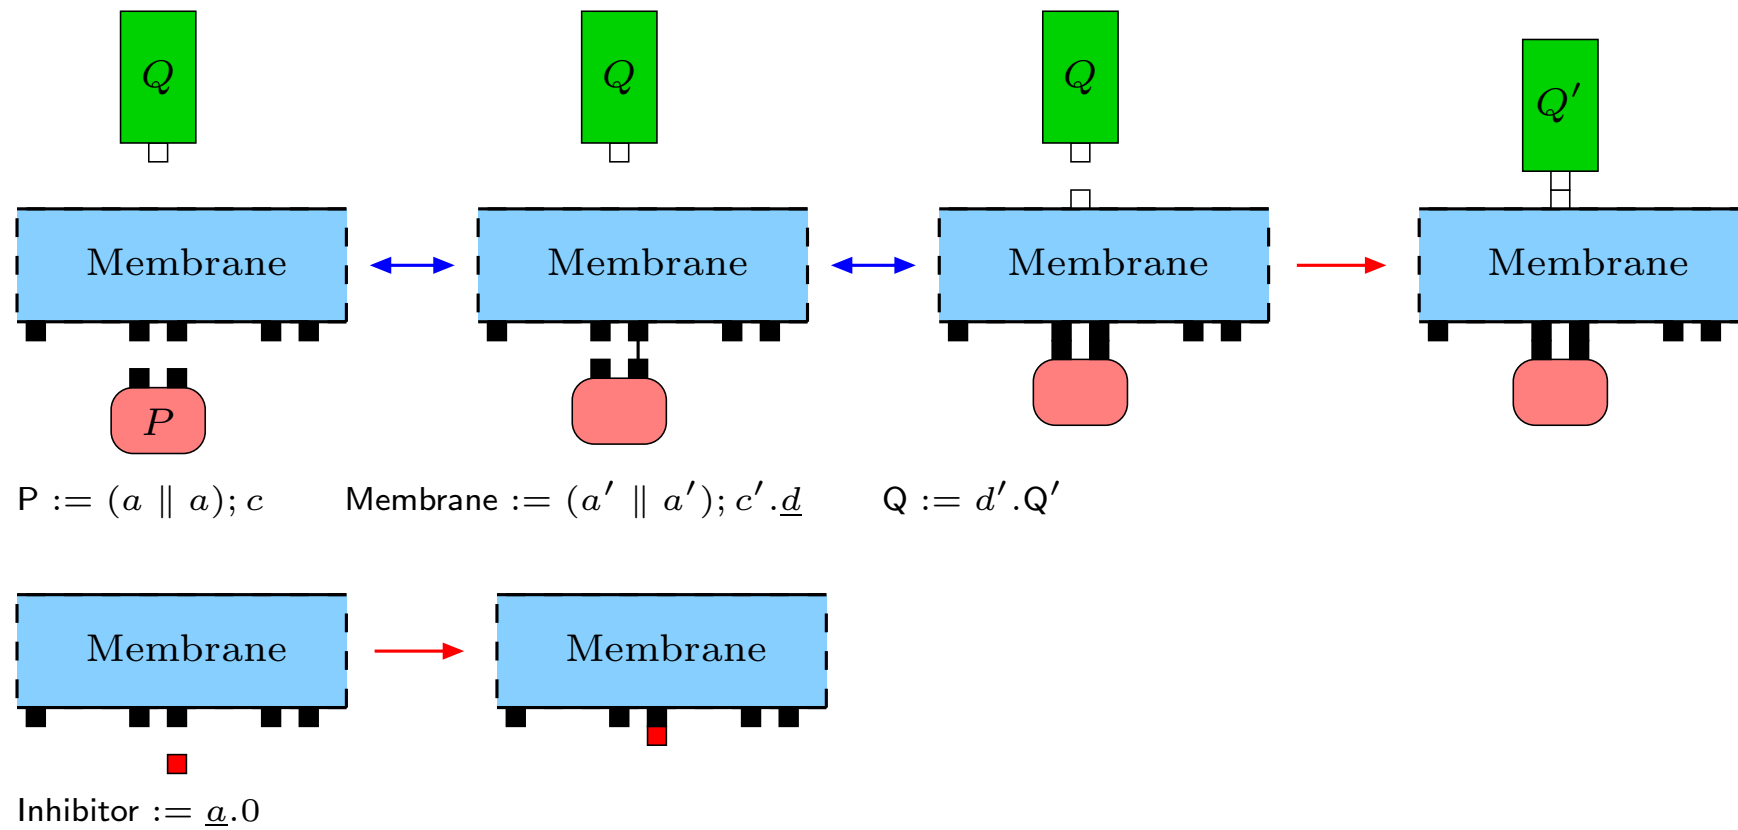 Q Q Q Q′
Membrane Membrane Membrane Membrane
P
P := (a ∥ a); c Membrane := (a′ ∥ a′); c′.d̲ Q := d′.Q′
Membrane Membrane
Inhibitor := a̲.0